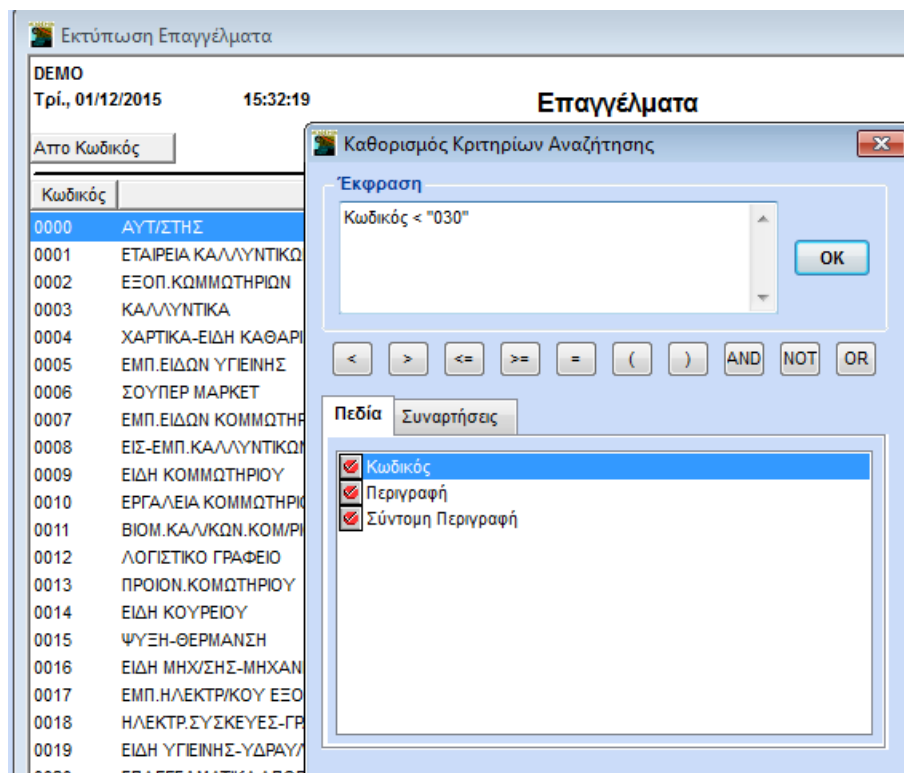 Εκτύπωση Επαγγέλματα
DEMO
Τρί., 01/12/2015 15:32:19
Επαγγέλματα
Απο Κωδικός
Κωδικός
0000 ΑΥΤ/ΣΤΗΣ
0001 ΕΤΑΙΡΕΙΑ ΚΑΛΛΥΝΤΙΚΩ
0002 ΕΞΟΠ.ΚΩΜΜΩΤΗΡΙΩΝ
0003 ΚΑΛΛΥΝΤΙΚΑ
0004 ΧΑΡΤΙΚΑ-ΕΙΔΗ ΚΑΘΑΡΙ
0005 ΕΜΠ.ΕΙΔΩΝ ΥΓΙΕΙΝΗΣ
0006 ΣΟΥΠΕΡ ΜΑΡΚΕΤ
0007 ΕΜΠ.ΕΙΔΩΝ ΚΟΜΜΩΤΗΡ
0008 ΕΙΣ-ΕΜΠ.ΚΑΛΛΥΝΤΙΚΩΝ
0009 ΕΙΔΗ ΚΟΜΜΩΤΗΡΙΟΥ
0010 ΕΡΓΑΛΕΙΑ ΚΟΜΜΩΤΗΡΙΟ
0011 ΒΙΟΜ.ΚΑΛ/ΚΩΝ.ΚΟΜ/ΡΙ
0012 ΛΟΓΙΣΤΙΚΟ ΓΡΑΦΕΙΟ
0013 ΠΡΟΙΟΝ.ΚΟΜΩΤΗΡΙΟΥ
0014 ΕΙΔΗ ΚΟΥΡΕΙΟΥ
0015 ΨΥΞΗ-ΘΕΡΜΑΝΣΗ
0016 ΕΙΔΗ ΜΗΧ/ΣΗΣ-ΜΗΧΑΝ
0017 ΕΜΠ.ΗΛΕΚΤΡ/ΚΟΥ ΕΞΟ
0018 ΗΛΕΚΤΡ.ΣΥΣΚΕΥΕΣ-ΓΡ
0019 ΕΙΔΗ ΥΓΙΕΙΝΗΣ-ΥΔΡΑΥΛ
Καθορισμός Κριτηρίων Αναζήτησης
Έκφραση
Κωδικός < "030"
OK
< > <= >= = ( ) AND NOT OR
Πεδία Συναρτήσεις
Κωδικός
Περιγραφή
Σύντομη Περιγραφή